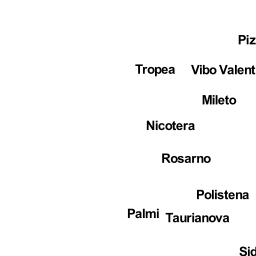 Piz
Tropea
Vibo Valent
Mileto
Nicotera
Rosarno
Polistena
Palmi
Taurianova
Sid